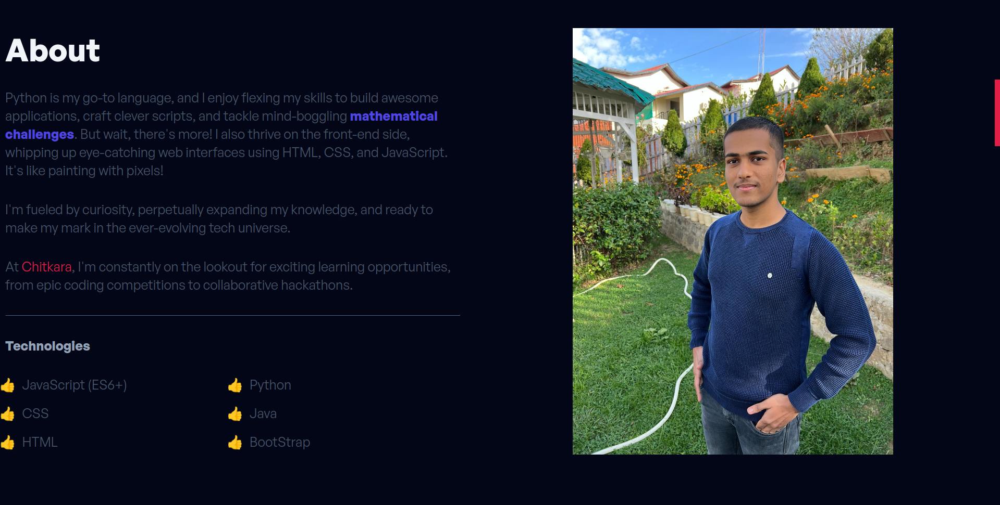 About
Python is my go-to language, and I enjoy flexing my skills to build awesome
applications, craft clever scripts, and tackle mind-boggling mathematical
challenges. But wait, there's more! I also thrive on the front-end side,
whipping up eye-catching web interfaces using HTML, CSS, and JavaScript.
It's like painting with pixels!
I'm fueled by curiosity, perpetually expanding my knowledge, and ready to
make my mark in the ever-evolving tech universe.
At Chitkara, I'm constantly on the lookout for exciting learning opportunities,
from epic coding competitions to collaborative hackathons.
Technologies
👍 JavaScript (ES6+)
👍 Python
👍 CSS
👍 Java
👍 HTML
👍 BootStrap